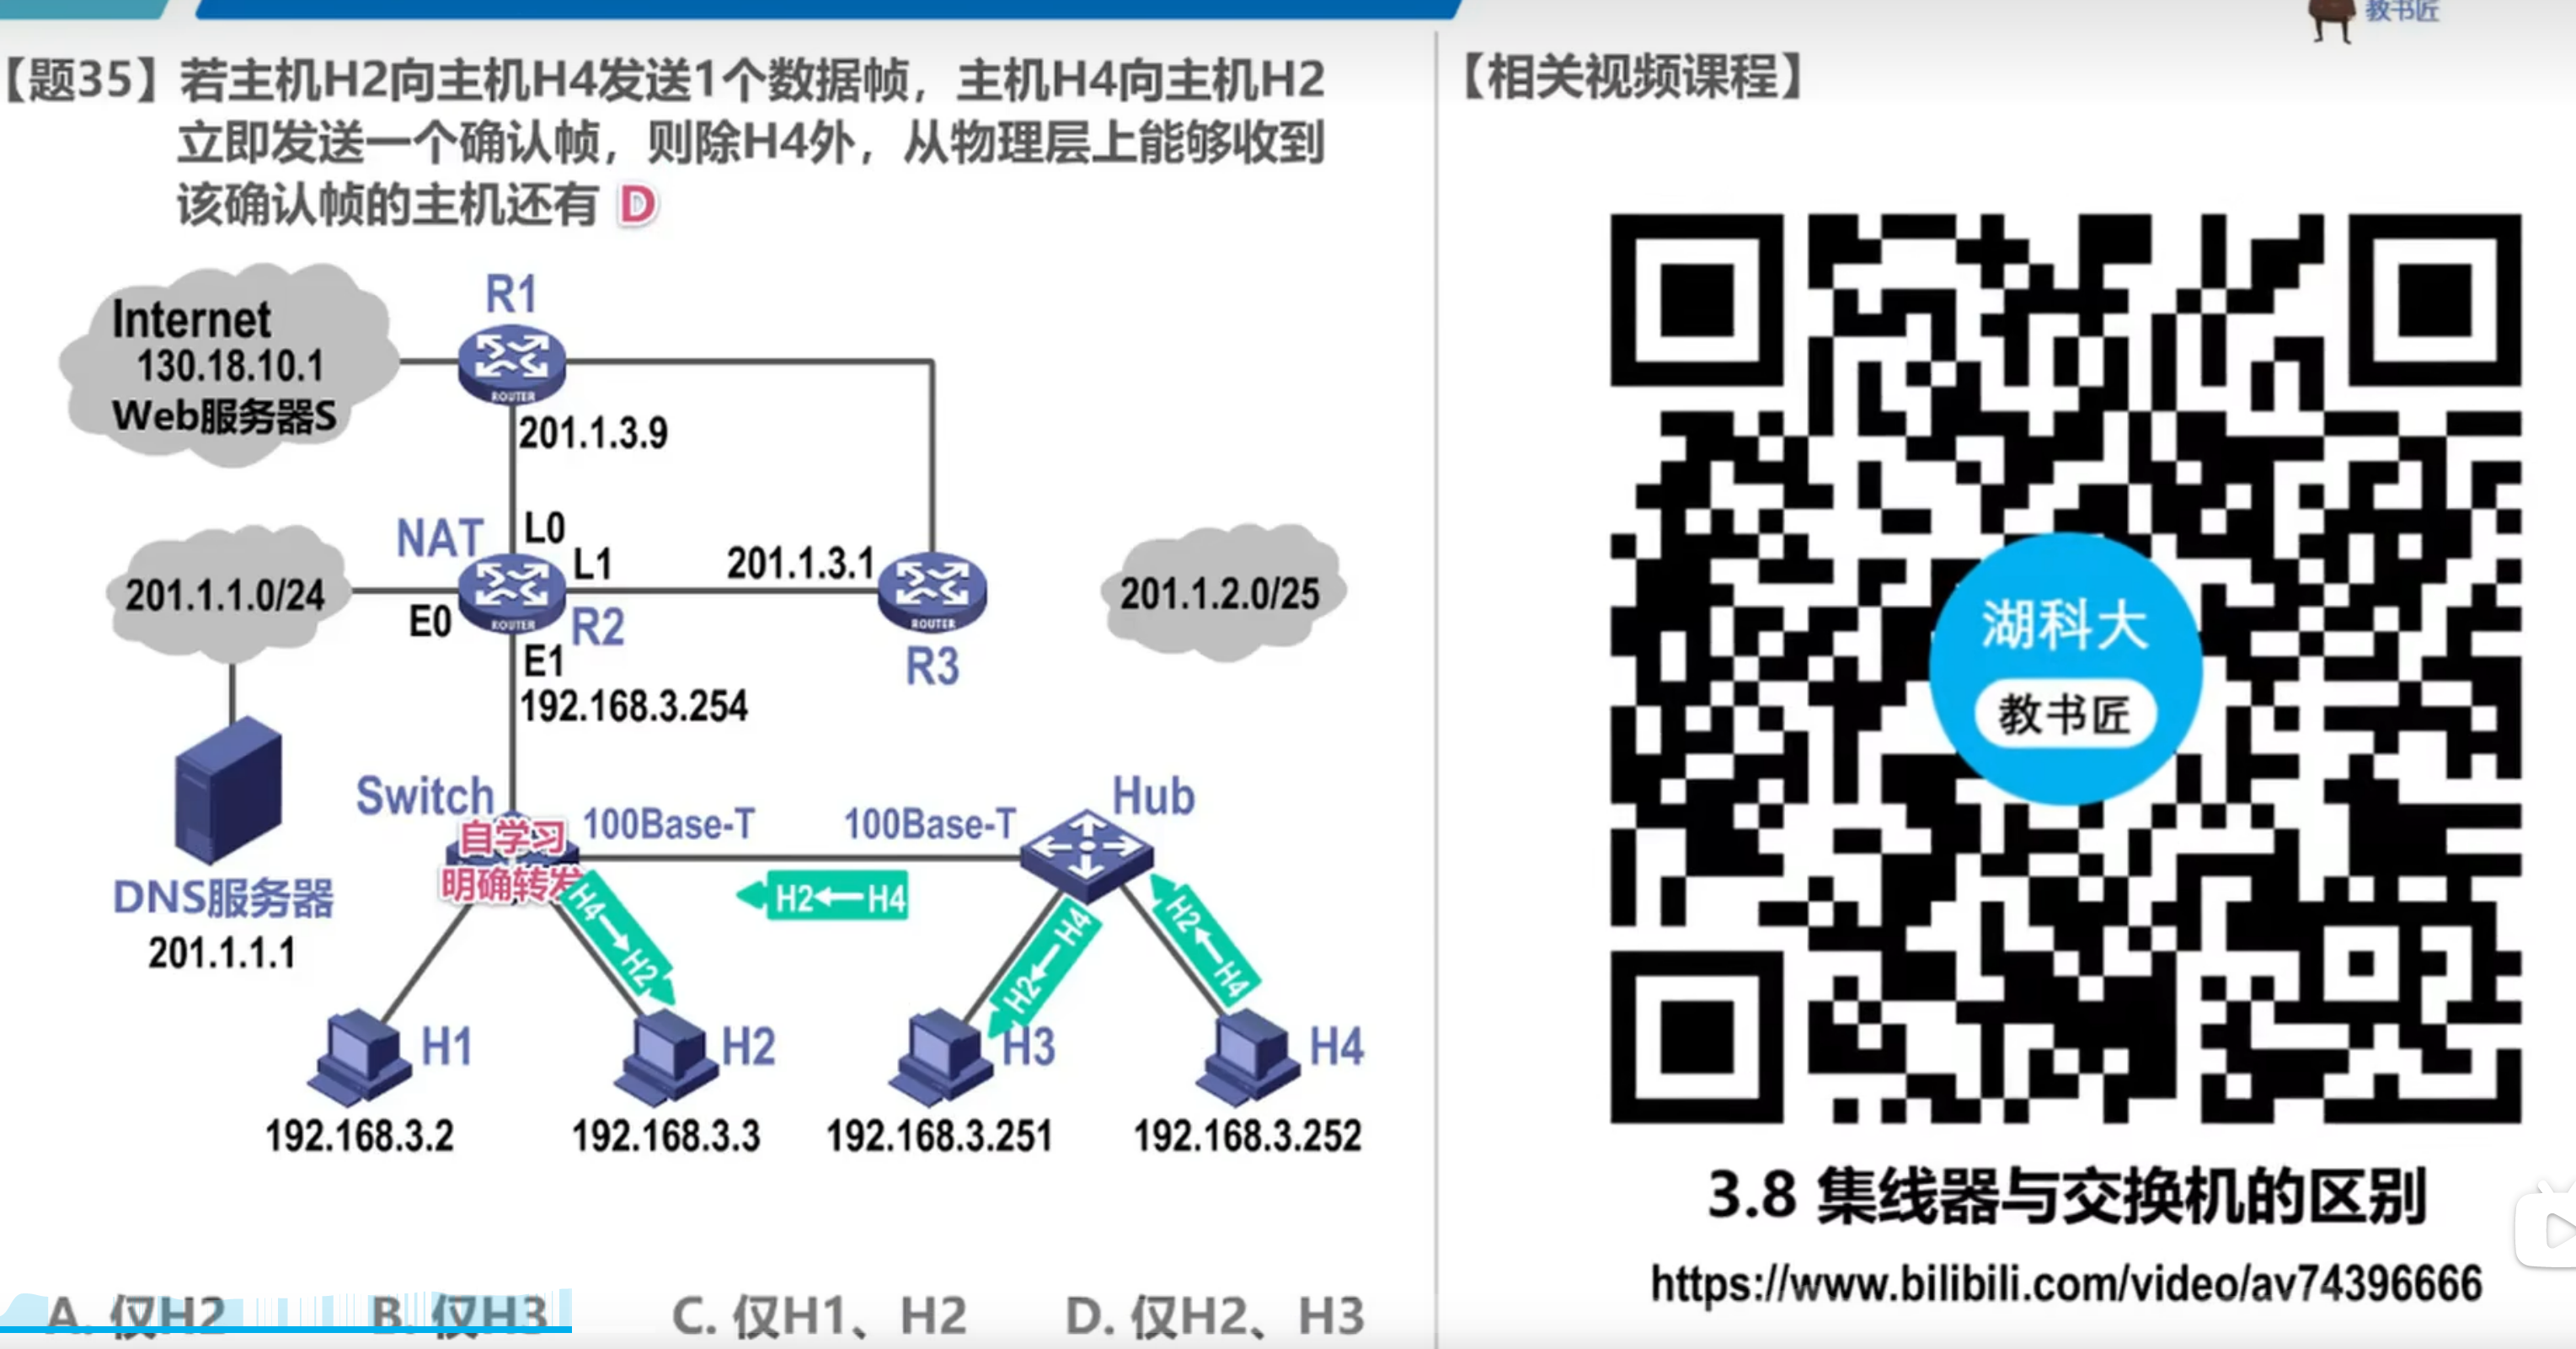 教书匠
【题35】若主机H2向主机H4发送1个数据帧，主机H4向主机H2
立即发送一个确认帧，则除H4外，从物理层上能够收到
该确认帧的主机还有 D
【相关视频课程】
R1
Internet
130.18.10.1
Web服务器S
ROUTER
201.1.3.9
NAT
L0
L1
201.1.3.1
201.1.1.0/24
201.1.2.0/25
E0
ROUTER
R2
ROUTER
R3
E1
192.168.3.254
Switch
100Base-T
100Base-T
Hub
自学习
明确转发
H2←H4
H4→H2
H2←H4
H2←H4
DNS服务器
201.1.1.1
H1
H2
H3
H4
192.168.3.2
192.168.3.3
192.168.3.251
192.168.3.252
A. 仅H2
B. 仅H3
C. 仅H1、H2
D. 仅H2、H3
湖科大
教书匠
3.8 集线器与交换机的区别
https://www.bilibili.com/video/av74396666